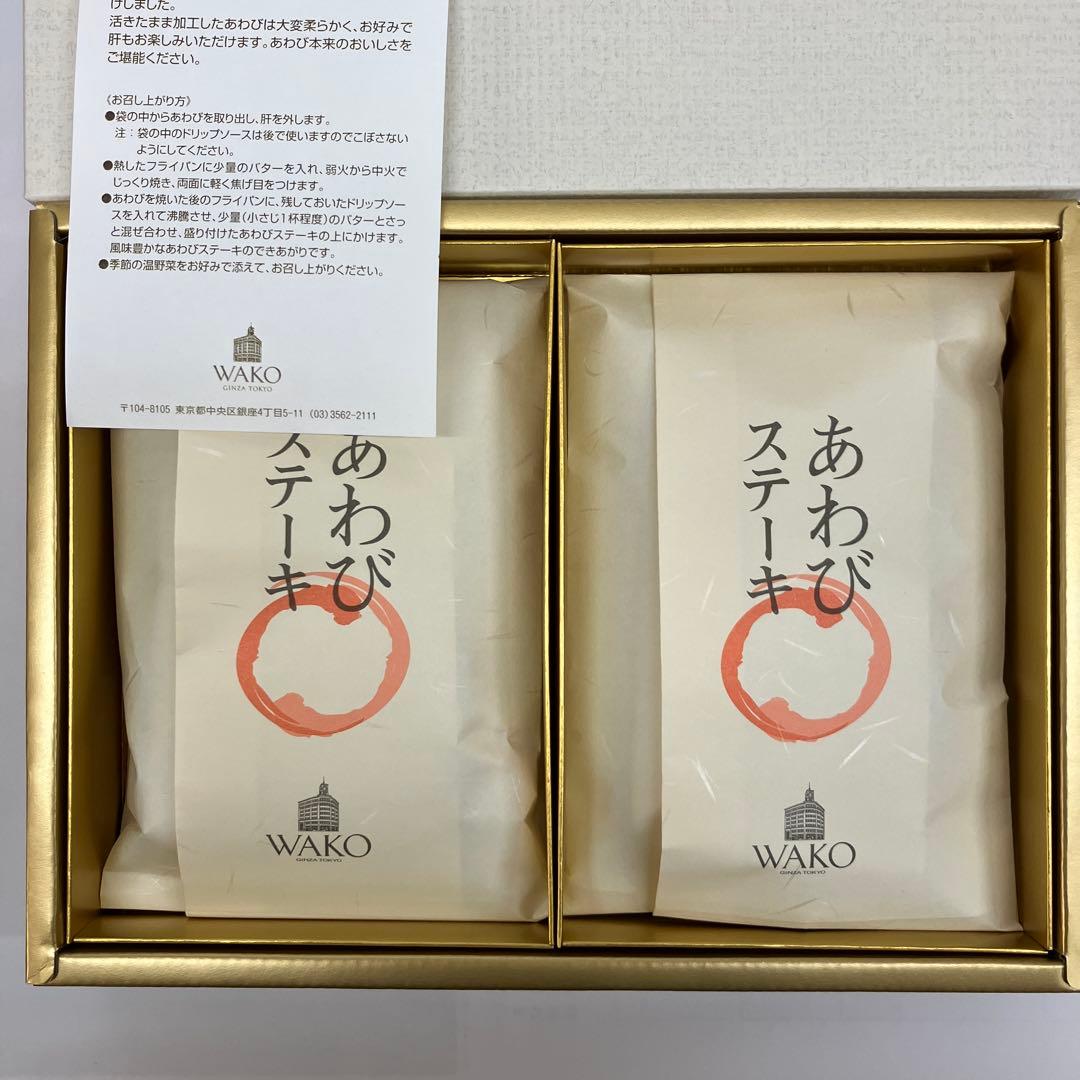 けしました。
活きたまま加工したあわびは大変柔らかく、お好みで
肝もお楽しみいただけます。あわび本来のおいしさを
ご堪能ください。
《お召し上がり方》
●袋の中からあわびを取り出し、肝を外します。
注：袋の中のドリップソースは後で使いますのでこぼさない
ようにしてください。
●熱したフライパンに少量のバターを入れ、弱火から中火で
じっくり焼き、両面に軽く焦げ目をつけます。
●あわびを焼いた後のフライパンに、残しておいたドリップソー
スを入れて沸騰させ、少量(小さじ1杯程度)のバターとさっ
と混ぜ合わせ、盛り付けたあわびステーキの上にかけます。
風味豊かなあわびステーキのできあがりです。
●季節の温野菜をお好みで添えて、お召し上がりください。
WAKO
GINZA TOKYO
〒104-8105 東京都中央区銀座4丁目5-11 (03)3562-2111
あわび
ステーキ
WAKO
GINZA TOKYO
あわび
ステーキ
WAKO
GINZA TOKYO